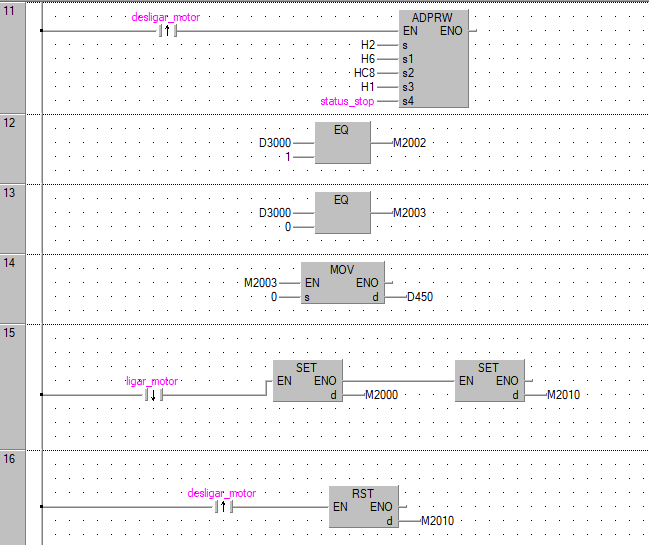 11
desligar_motor
ADPRW
EN ENO
H2 s
H6 s1
HC8 s2
H1 s3
status_stop s4
12
EQ
D3000 M2002
1
13
EQ
D3000 M2003
0
14
MOV
M2003 EN ENO
0 s d D450
15
ligar_motor
SET SET
EN ENO EN ENO
d M2000 d M2010
16
desligar_motor
RST
EN ENO
d M2010